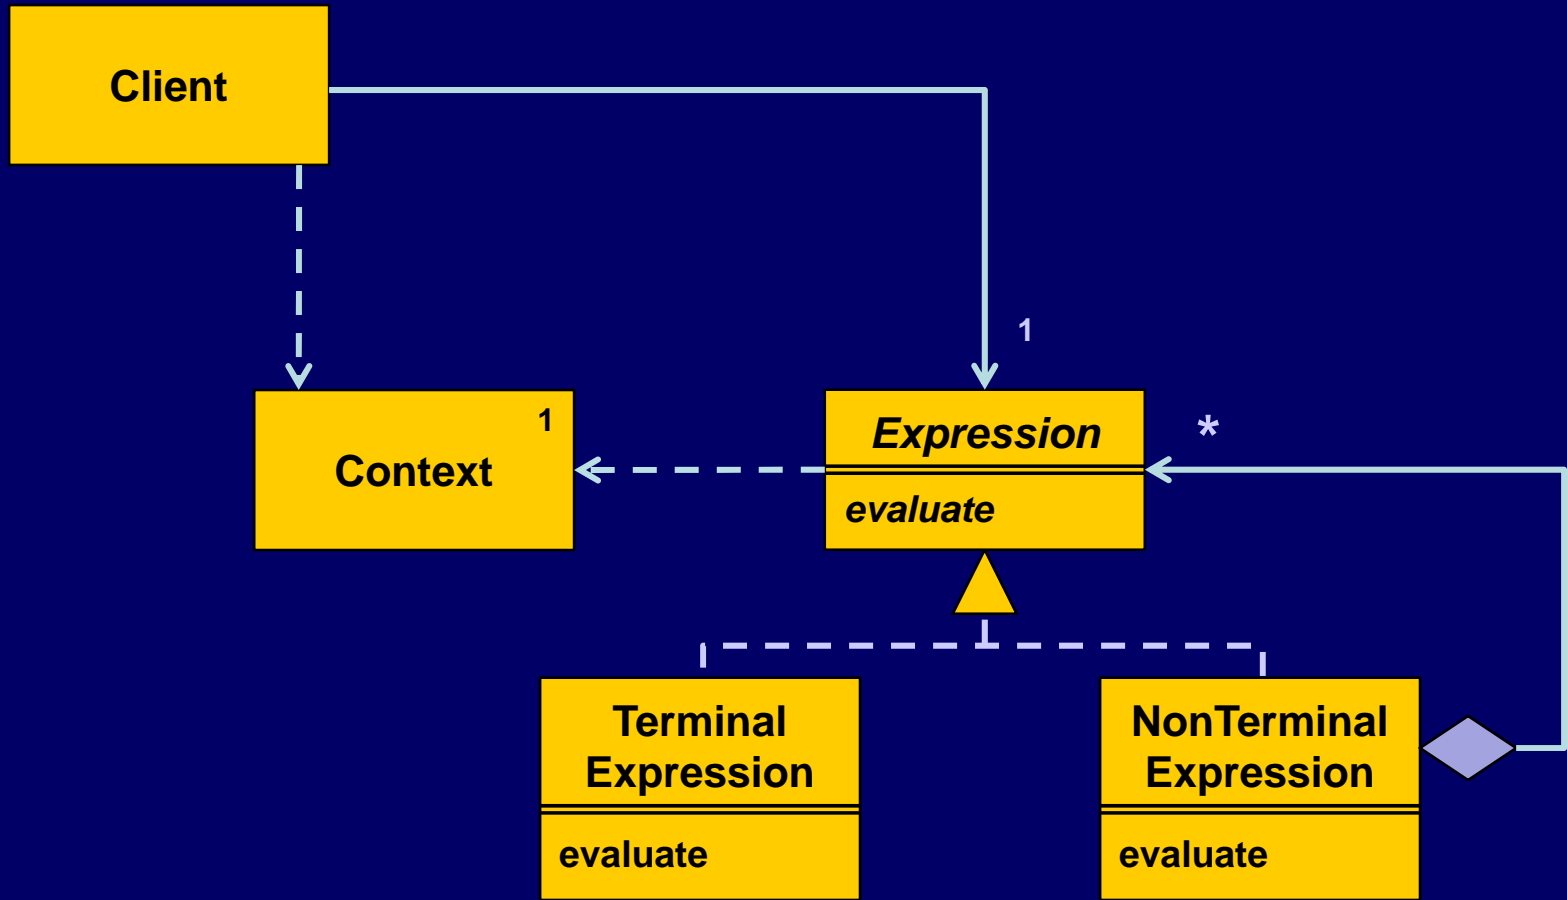 Client
1
1
Context
Expression
*
evaluate
Terminal
Expression
evaluate
NonTerminal
Expression
evaluate